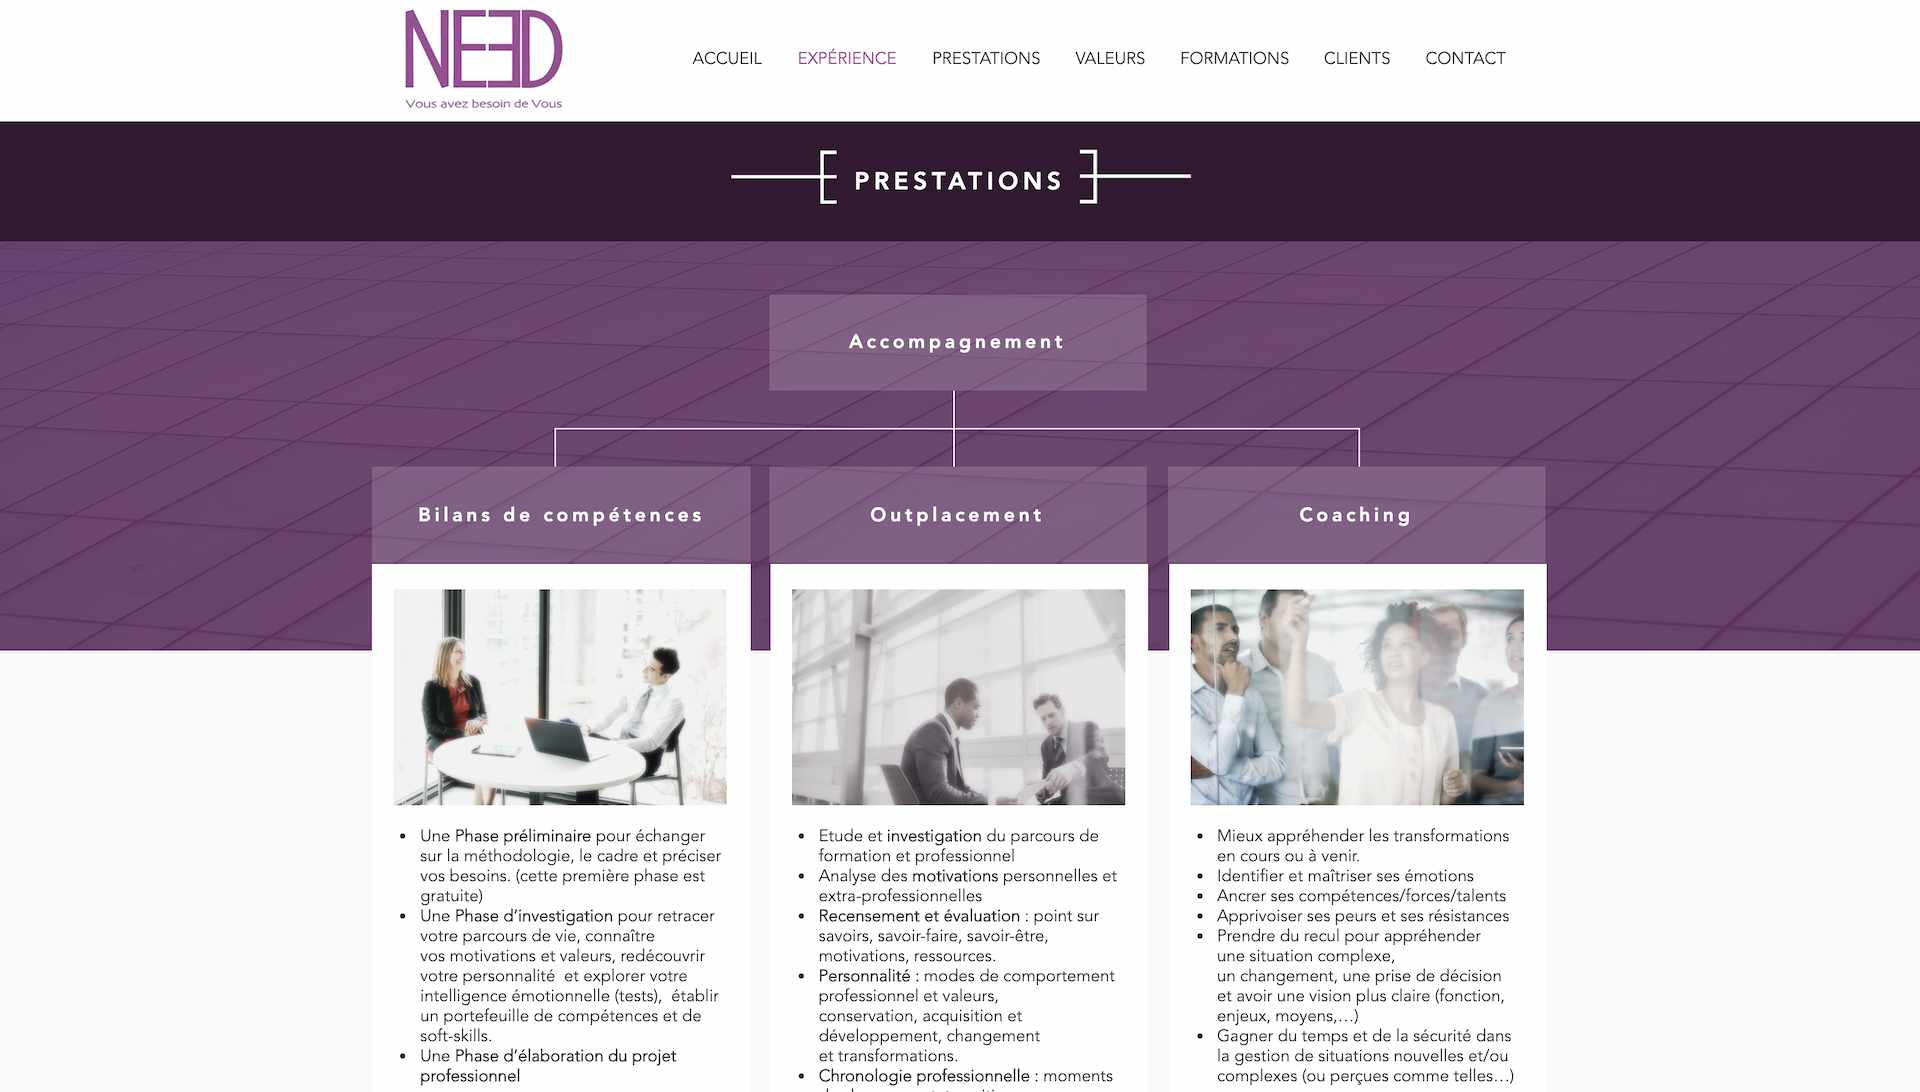 NEED
Vous avez besoin de Vous
ACCUEIL
EXPÉRIENCE
PRESTATIONS
VALEURS
FORMATIONS
CLIENTS
CONTACT
PRESTATIONS
Accompagnement
Bilans de compétences
Outplacement
Coaching
• Une Phase préliminaire pour échanger
sur la méthodologie, le cadre et préciser
vos besoins. (cette première phase est
gratuite)
• Une Phase d’investigation pour retracer
votre parcours de vie, connaître
vos motivations et valeurs, redécouvrir
votre personnalité et explorer votre
intelligence émotionnelle (tests), établir
un portefeuille de compétences et de
soft-skills.
• Une Phase d’élaboration du projet
professionnel
• Etude et investigation du parcours de
formation et professionnel
• Analyse des motivations personnelles et
extra-professionnelles
• Recensement et évaluation : point sur
savoirs, savoir-faire, savoir-être,
motivations, ressources.
• Personnalité : modes de comportement
professionnel et valeurs,
conservation, acquisition et
développement, changement
et transformations.
• Chronologie professionnelle : moments
• Mieux appréhender les transformations
en cours ou à venir.
• Identifier et maîtriser ses émotions
• Ancrer ses compétences/forces/talents
• Apprivoiser ses peurs et ses résistances
• Prendre du recul pour appréhender
une situation complexe,
un changement, une prise de décision
et avoir une vision plus claire (fonction,
enjeux, moyens,…)
• Gagner du temps et de la sécurité dans
la gestion de situations nouvelles et/ou
complexes (ou perçues comme telles…)